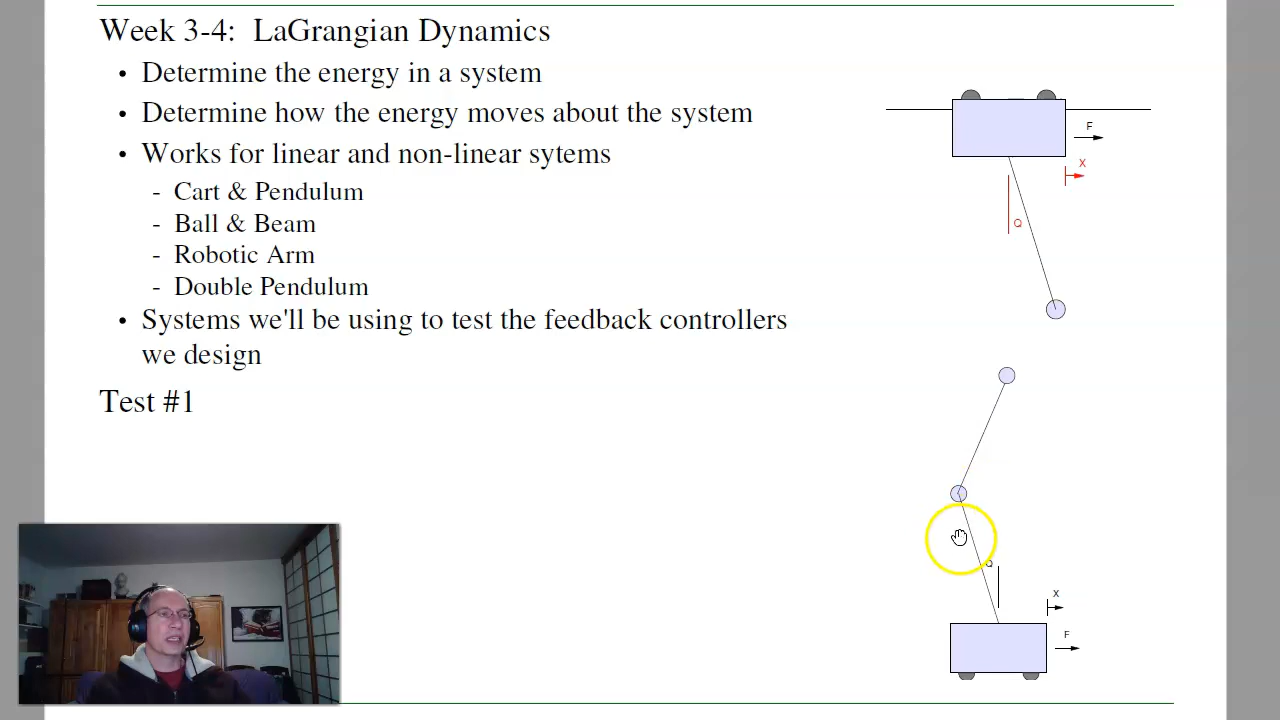 Week 3-4: LaGrangian Dynamics
• Determine the energy in a system
• Determine how the energy moves about the system
• Works for linear and non-linear sytems
- Cart & Pendulum
- Ball & Beam
- Robotic Arm
- Double Pendulum
• Systems we'll be using to test the feedback controllers
we design
Test #1
F
X
Q
Q
X
F